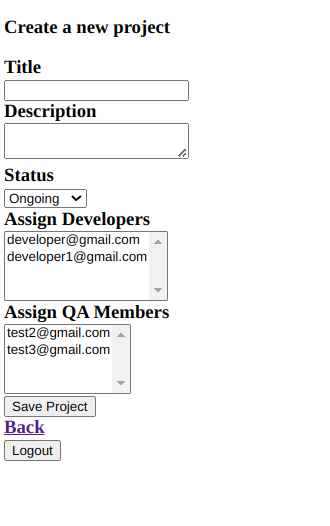 Create a new project
Title
Description
Status
Ongoing
Assign Developers
developer@gmail.com
developer1@gmail.com
Assign QA Members
test2@gmail.com
test3@gmail.com
Save Project
Back
Logout